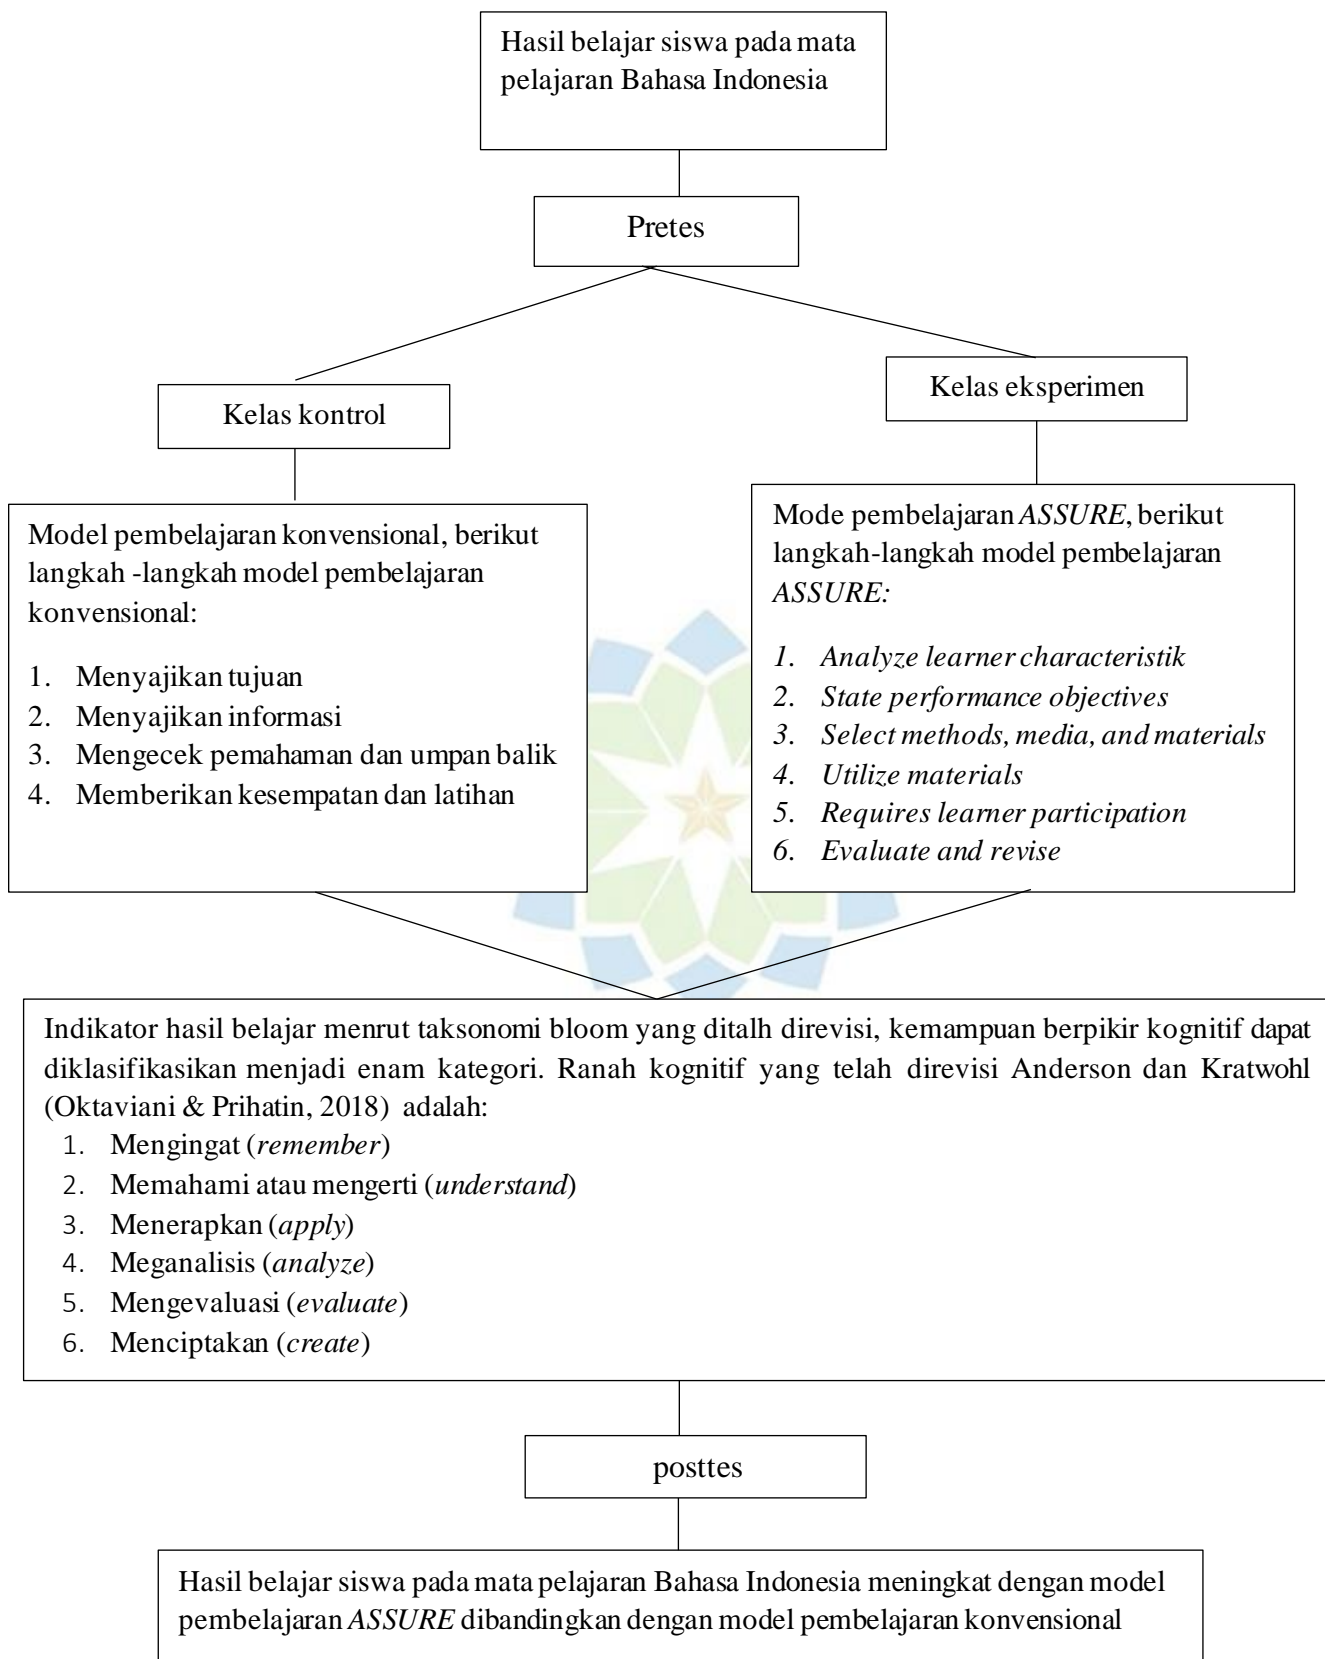 Hasil belajar siswa pada mata
pelajaran Bahasa Indonesia
Pretes
Kelas kontrol
Kelas eksperimen
Model pembelajaran konvensional, berikut
langkah -langkah model pembelajaran
konvensional:
1. Menyajikan tujuan
2. Menyajikan informasi
3. Mengecek pemahaman dan umpan balik
4. Memberikan kesempatan dan latihan
Mode pembelajaran ASSURE, berikut
langkah-langkah model pembelajaran
ASSURE:
1. Analyze learner characteristik
2. State performance objectives
3. Select methods, media, and materials
4. Utilize materials
5. Requires learner participation
6. Evaluate and revise
Indikator hasil belajar menrut taksonomi bloom yang ditalh direvisi, kemampuan berpikir kognitif dapat
diklasifikasikan menjadi enam kategori. Ranah kognitif yang telah direvisi Anderson dan Kratwohl
(Oktaviani & Prihatin, 2018) adalah:
1. Mengingat (remember)
2. Memahami atau mengerti (understand)
3. Menerapkan (apply)
4. Meganalisis (analyze)
5. Mengevaluasi (evaluate)
6. Menciptakan (create)
posttes
Hasil belajar siswa pada mata pelajaran Bahasa Indonesia meningkat dengan model
pembelajaran ASSURE dibandingkan dengan model pembelajaran konvensional